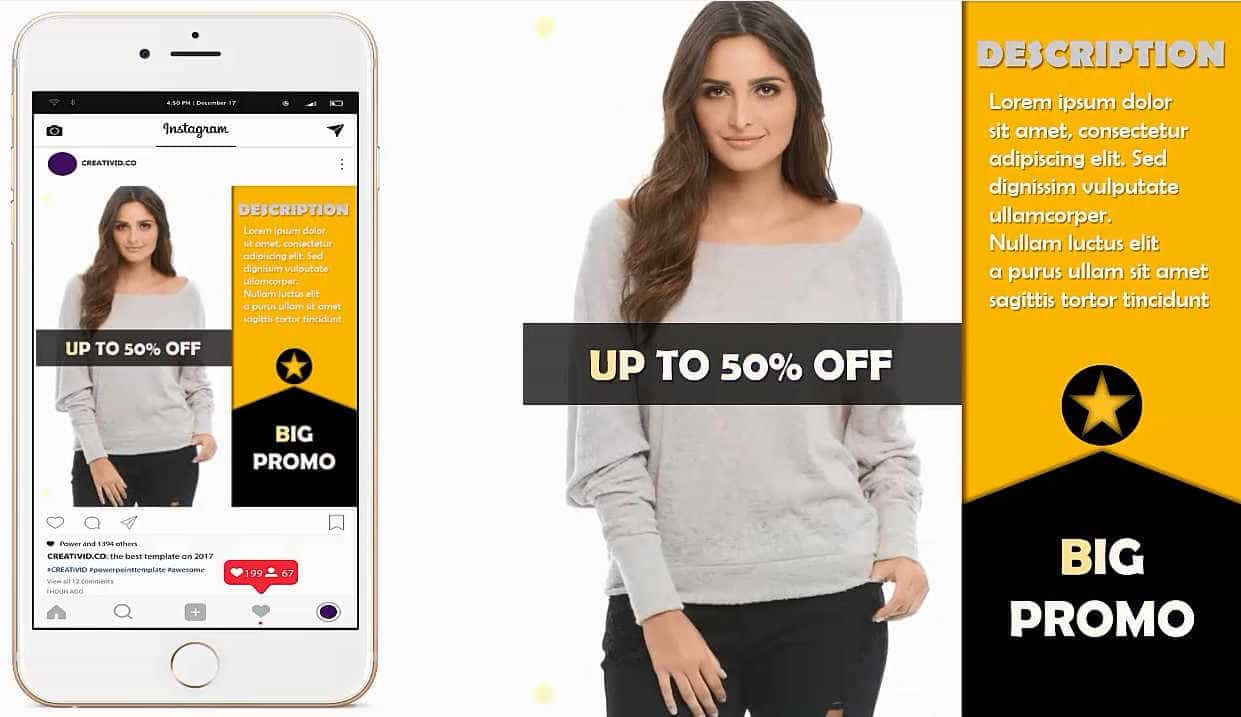 4:50 PM | December 17
Instagram
CREATIVID.CO
DESCRIPTION
Lorem ipsum dolor
sit amet, consectetur
adipiscing elit. Sed
dignissim vulputate
ullamcorper.
Nullam luctus elit
a purus ullam sit amet
sagittis tortor tincidunt
UP TO 50% OFF
BIG
PROMO
Power and 1394 others
CREATIVID.CO: the best template on 2017
#CREATIVID #powerpointtemplate #awesome
View all 12 comments
1 HOUR AGO
199 67
DESCRIPTION
Lorem ipsum dolor
sit amet, consectetur
adipiscing elit. Sed
dignissim vulputate
ullamcorper.
Nullam luctus elit
a purus ullam sit amet
sagittis tortor tincidunt
UP TO 50% OFF
BIG
PROMO